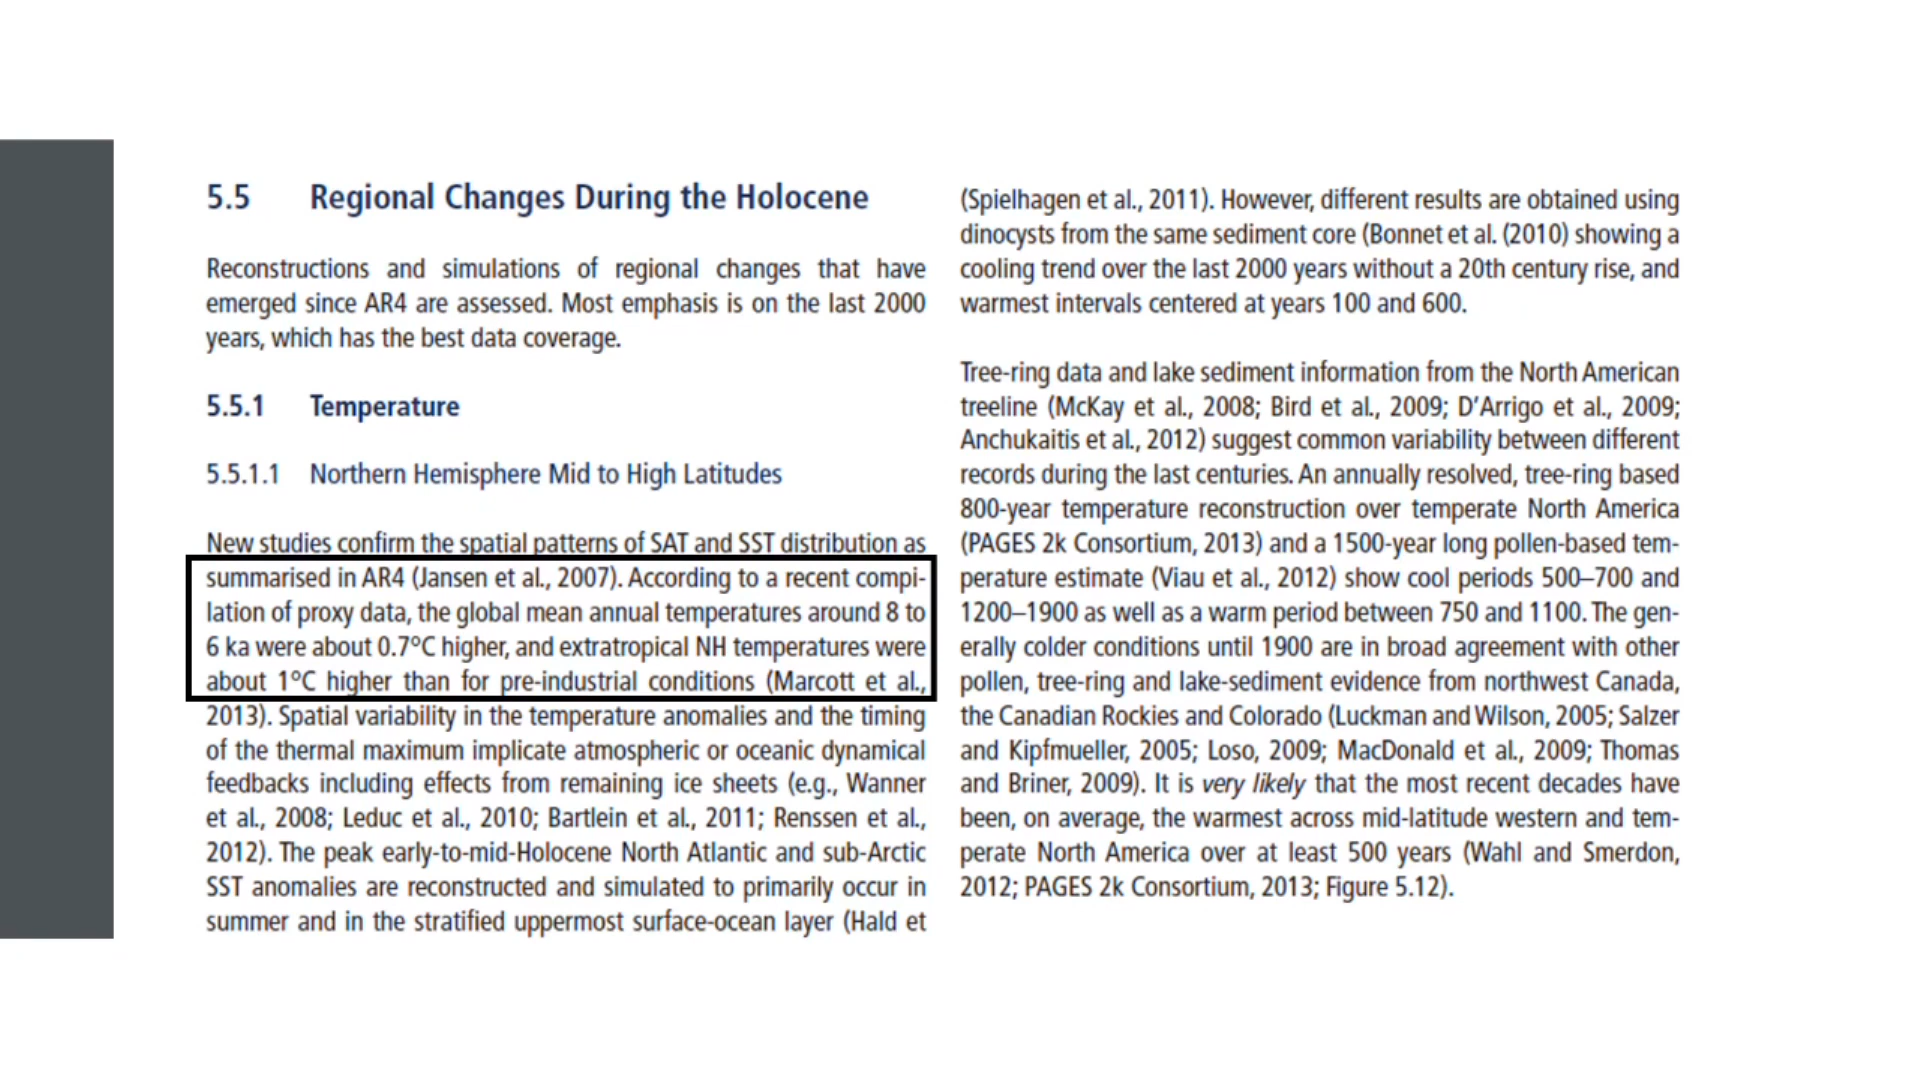 5.5 Regional Changes During the Holocene
Reconstructions and simulations of regional changes that have
emerged since AR4 are assessed. Most emphasis is on the last 2000
years, which has the best data coverage.
5.5.1 Temperature
5.5.1.1 Northern Hemisphere Mid to High Latitudes
New studies confirm the spatial patterns of SAT and SST distribution as
summarised in AR4 (Jansen et al., 2007). According to a recent compi-
lation of proxy data, the global mean annual temperatures around 8 to
6 ka were about 0.7°C higher, and extratropical NH temperatures were
about 1°C higher than for pre-industrial conditions (Marcott et al.,
2013). Spatial variability in the temperature anomalies and the timing
of the thermal maximum implicate atmospheric or oceanic dynamical
feedbacks including effects from remaining ice sheets (e.g., Wanner
et al., 2008; Leduc et al., 2010; Bartlein et al., 2011; Renssen et al.,
2012). The peak early-to-mid-Holocene North Atlantic and sub-Arctic
SST anomalies are reconstructed and simulated to primarily occur in
summer and in the stratified uppermost surface-ocean layer (Hald et
(Spielhagen et al., 2011). However, different results are obtained using
dinocysts from the same sediment core (Bonnet et al. (2010) showing a
cooling trend over the last 2000 years without a 20th century rise, and
warmest intervals centered at years 100 and 600.
Tree-ring data and lake sediment information from the North American
treeline (McKay et al., 2008; Bird et al., 2009; D'Arrigo et al., 2009;
Anchukaitis et al., 2012) suggest common variability between different
records during the last centuries. An annually resolved, tree-ring based
800-year temperature reconstruction over temperate North America
(PAGES 2k Consortium, 2013) and a 1500-year long pollen-based tem-
perature estimate (Viau et al., 2012) show cool periods 500–700 and
1200–1900 as well as a warm period between 750 and 1100. The gen-
erally colder conditions until 1900 are in broad agreement with other
pollen, tree-ring and lake-sediment evidence from northwest Canada,
the Canadian Rockies and Colorado (Luckman and Wilson, 2005; Salzer
and Kipfmueller, 2005; Loso, 2009; MacDonald et al., 2009; Thomas
and Briner, 2009). It is very likely that the most recent decades have
been, on average, the warmest across mid-latitude western and tem-
perate North America over at least 500 years (Wahl and Smerdon,
2012; PAGES 2k Consortium, 2013; Figure 5.12).